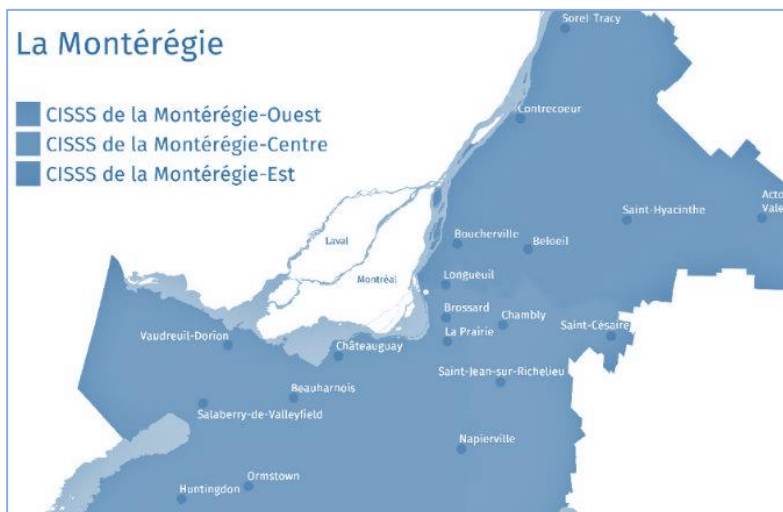 La Montérégie
CISSS de la Montérégie-Ouest
CISSS de la Montérégie-Centre
CISSS de la Montérégie-Est
Sorel Tracy
Contrecoeur
Saint-Hyacinthe
Acto
Vale
Laval
Boucherville
Beloeil
Montréal
Longueuil
Brossard
Chambly
Vaudreuil-Dorion
Châteauguay
La Prairie
Saint-Césaire
Saint-Jean-sur-Richelieu
Beauharnois
Salaberry-de-Valleyfield
Napierville
Ormstown
Huntingdon